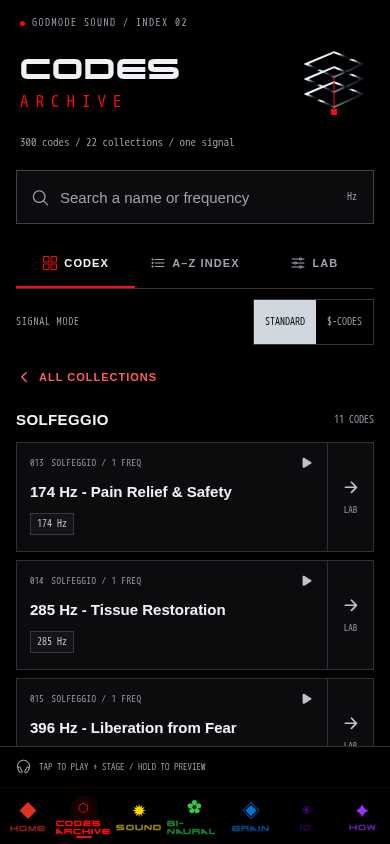 GODMODE SOUND / INDEX 02
CODES
ARCHIVE
300 codes / 22 collections / one signal
Search a name or frequency
Hz
CODEX
A–Z INDEX
LAB
SIGNAL MODE
STANDARD
$-CODES
ALL COLLECTIONS
SOLFEGGIO
11 CODES
013 SOLFEGGIO / 1 FREQ
174 Hz - Pain Relief & Safety
174 Hz
LAB
014 SOLFEGGIO / 1 FREQ
285 Hz - Tissue Restoration
285 Hz
LAB
015 SOLFEGGIO / 1 FREQ
396 Hz - Liberation from Fear
LAB
TAP TO PLAY + STAGE / HOLD TO PREVIEW
HOME
CODES
ARCHIVE
SOUND
BI-
NAURAL
BRAIN
HOW